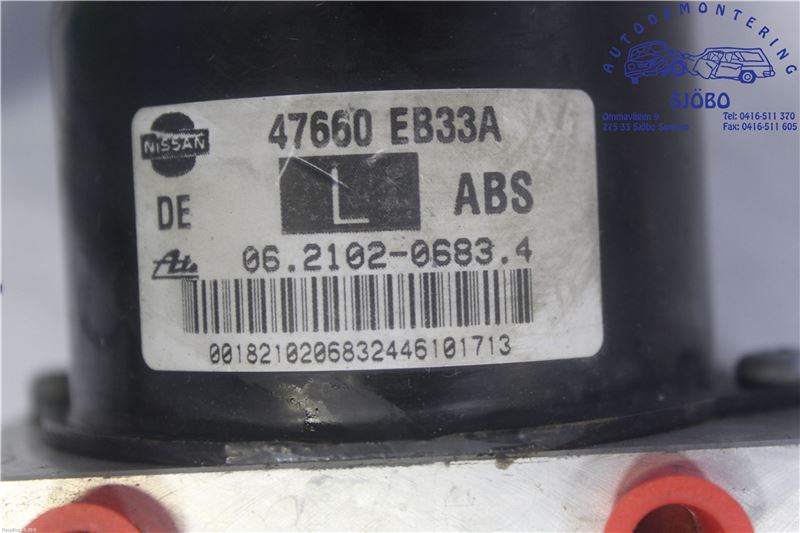 AUTODEMONTERING
SJÖBO
Ommavägen 9
275 33 Sjöbo
Tel: 0416-511 370
Fax: 0416-511 605
NISSAN
47660 EB33A
DE
L
ABS
Ate
06.2102-0683.4
0018210206832446101713